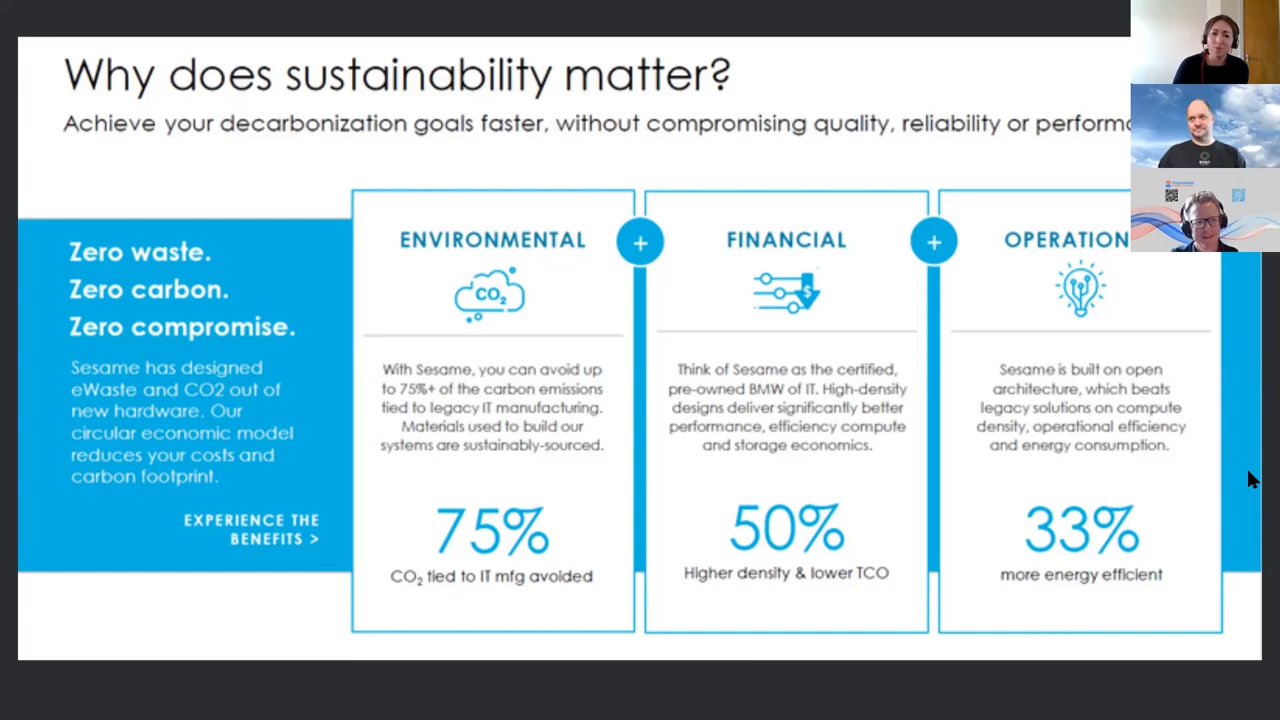 Why does sustainability matter?
Achieve your decarbonization goals faster, without compromising quality, reliability or performa
Zero waste.
Zero carbon.
Zero compromise.
Sesame has designed
eWaste and CO2 out of
new hardware. Our
circular economic model
reduces your costs and
carbon footprint.
EXPERIENCE THE
BENEFITS >
ENVIRONMENTAL
CO₂
With Sesame, you can avoid up
to 75%+ of the carbon emissions
tied to legacy IT manufacturing.
Materials used to build our
systems are sustainably-sourced.
75%
CO₂ tied to IT mfg avoided
+
FINANCIAL
$
Think of Sesame as the certified,
pre-owned BMW of IT. High-density
designs deliver significantly better
performance, efficiency compute
and storage economics.
50%
Higher density & lower TCO
+
OPERATION
Sesame is built on open
architecture, which beats
legacy solutions on compute
density, operational efficiency
and energy consumption.
33%
more energy efficient